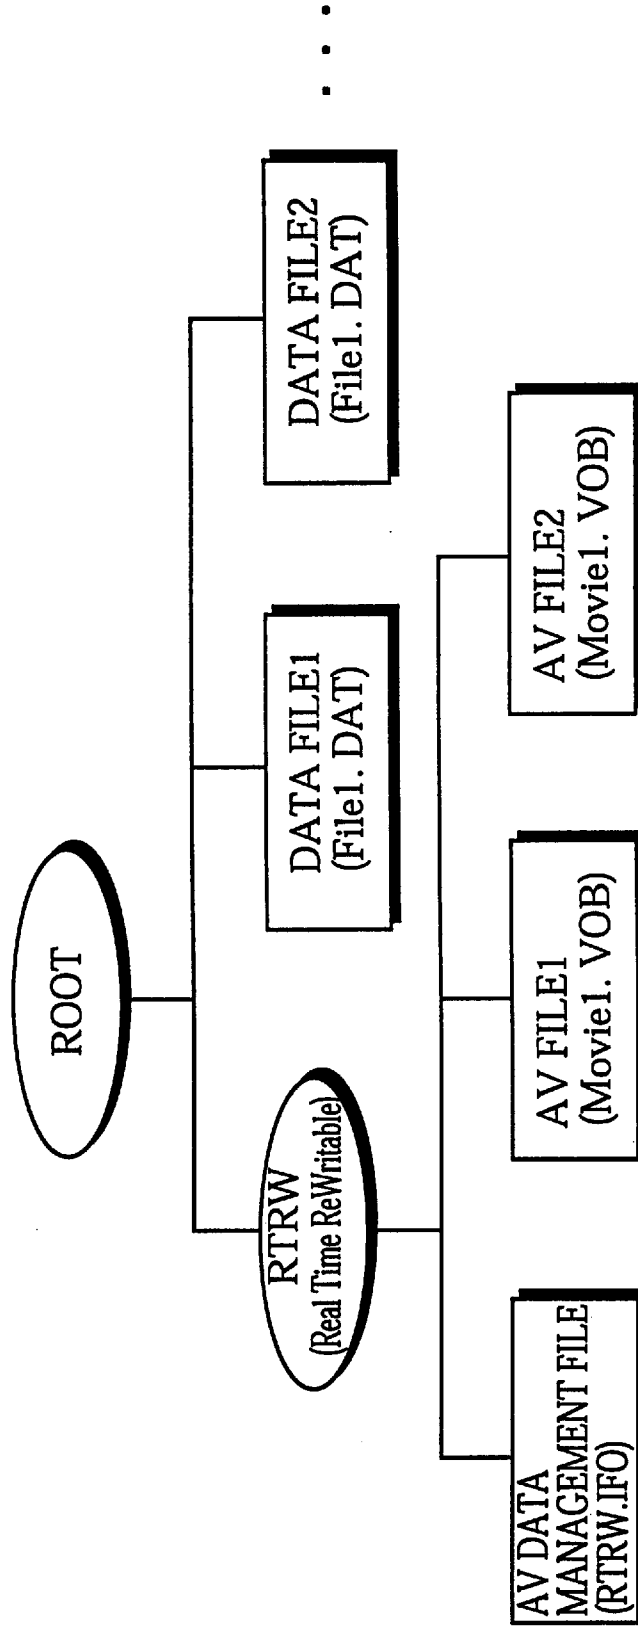 ROOT
RTRW
(Real Time ReWritable)
DATA FILE1
(File1. DAT)
DATA FILE2
(File1. DAT)
. . .
AV DATA
MANAGEMENT FILE
(RTRW.IFO)
AV FILE1
(Movie1. VOB)
AV FILE2
(Movie1. VOB)